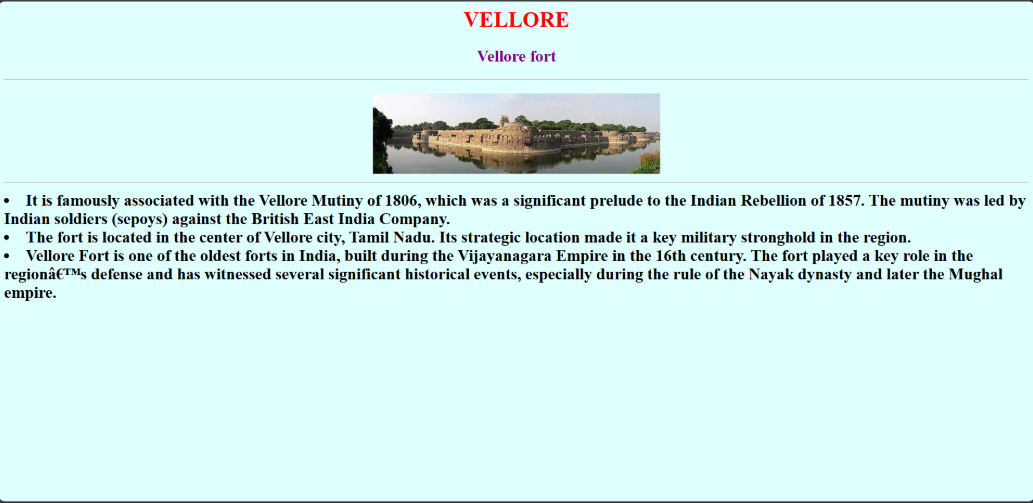 VELLORE
Vellore fort
• It is famously associated with the Vellore Mutiny of 1806, which was a significant prelude to the Indian Rebellion of 1857. The mutiny was led by
Indian soldiers (sepoys) against the British East India Company.
• The fort is located in the center of Vellore city, Tamil Nadu. Its strategic location made it a key military stronghold in the region.
• Vellore Fort is one of the oldest forts in India, built during the Vijayanagara Empire in the 16th century. The fort played a key role in the
regionâ€™s defense and has witnessed several significant historical events, especially during the rule of the Nayak dynasty and later the Mughal
empire.